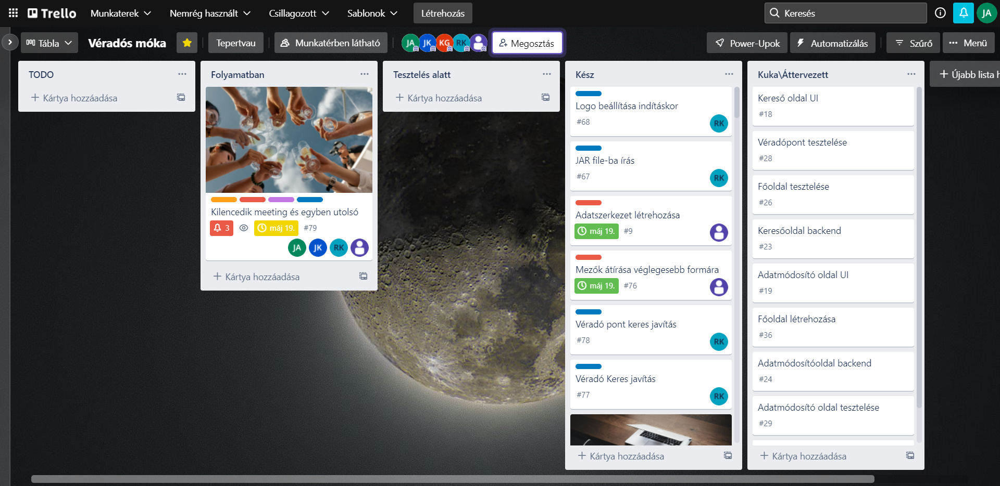 Trello
Munkaterek
Nemrég használt
Csillagozott
Sablonok
Létrehozás
Keresés
JA
Tábla
Véradós móka
Tepertvau
Munkatérben látható
JA JK KG RK
Megosztás
Power-Upok
Automatizálás
Szűrő
Menü
TODO
Kártya hozzáadása
Folyamatban
Kilencedik meeting és egyben utolsó
3 máj 19. #79
JA JK RK
Kártya hozzáadása
Tesztelés alatt
Kártya hozzáadása
Kész
Logo beállítása indításkor
#68
RK
JAR file-ba írás
#67
RK
Adatszerkezet létrehozása
máj 19. #9
Mezők átírása véglegesebb formára
máj 19. #76
Véradó pont keres javítás
#78
RK
Véradó Keres javítás
#77
RK
Kártya hozzáadása
Kuka\Áttervezett
Kereső oldal UI
#18
Véradópont tesztelése
#28
Főoldal tesztelése
#26
Keresőoldal backend
#23
Adatmódosító oldal UI
#19
Főoldal létrehozása
#36
Adatmódosítóoldal backend
#24
Adatmódosító oldal tesztelése
#29
Kártya hozzáadása
Újabb lista h